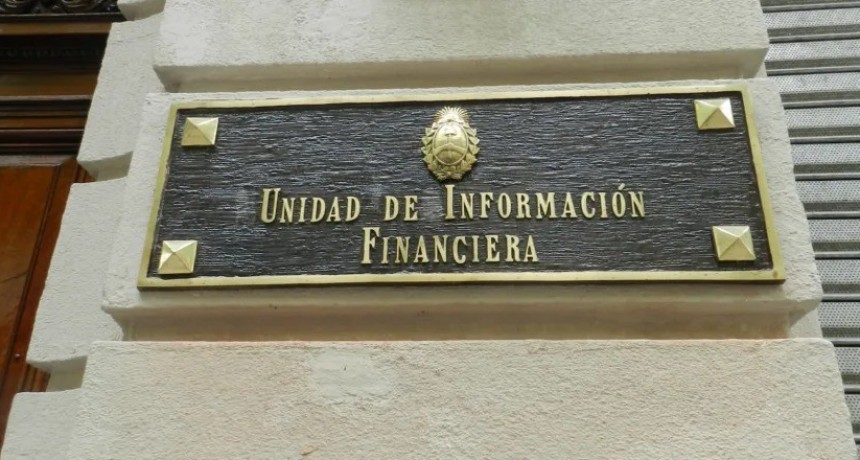 UNIDAD DE INFORMACIÓN
FINANCIERA